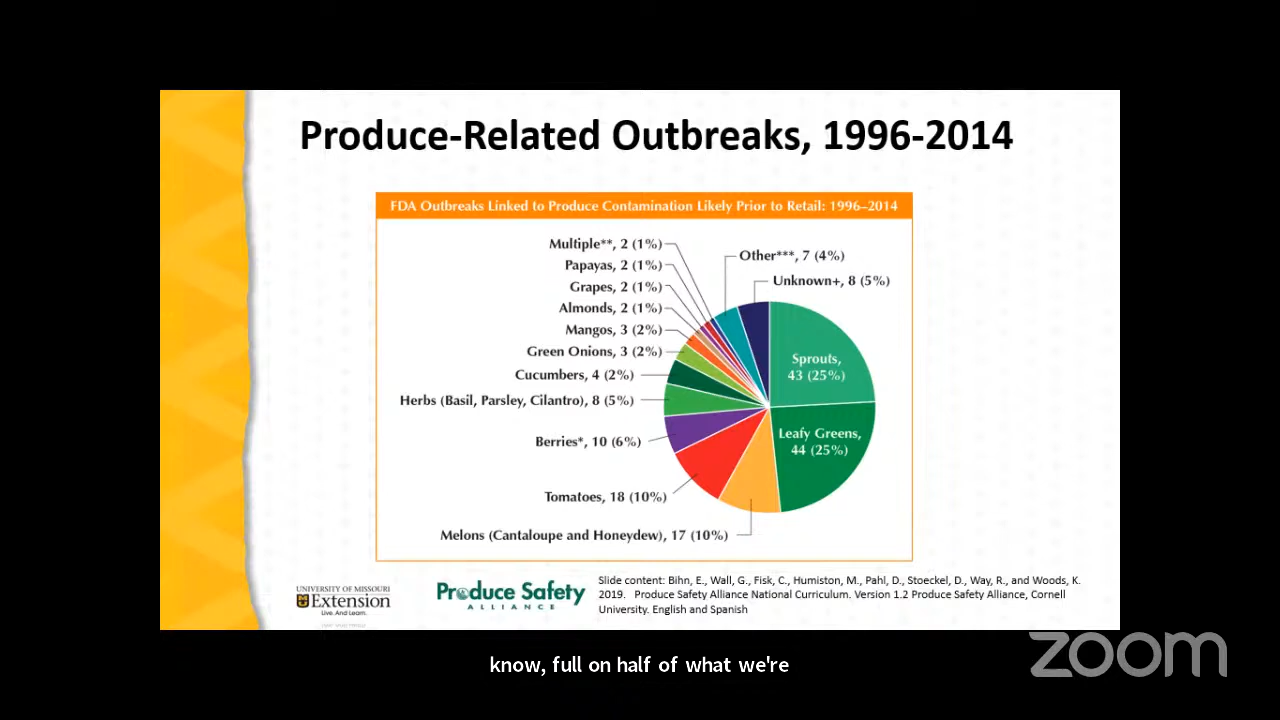 Produce-Related Outbreaks, 1996-2014
FDA Outbreaks Linked to Produce Contamination Likely Prior to Retail: 1996–2014
Multiple**, 2 (1%)
Papayas, 2 (1%)
Grapes, 2 (1%)
Almonds, 2 (1%)
Mangos, 3 (2%)
Green Onions, 3 (2%)
Cucumbers, 4 (2%)
Herbs (Basil, Parsley, Cilantro), 8 (5%)
Berries*, 10 (6%)
Tomatoes, 18 (10%)
Melons (Cantaloupe and Honeydew), 17 (10%)
Other***, 7 (4%)
Unknown+, 8 (5%)
Sprouts,
43 (25%)
Leafy Greens,
44 (25%)
UNIVERSITY OF MISSOURI
Extension
Live. And Learn.
Produce Safety
ALLIANCE
Slide content: Bihn, E., Wall, G., Fisk, C., Humiston, M., Pahl, D., Stoeckel, D., Way, R., and Woods, K.
2019. Produce Safety Alliance National Curriculum. Version 1.2 Produce Safety Alliance, Cornell
University. English and Spanish
know, full on half of what we're
zoom